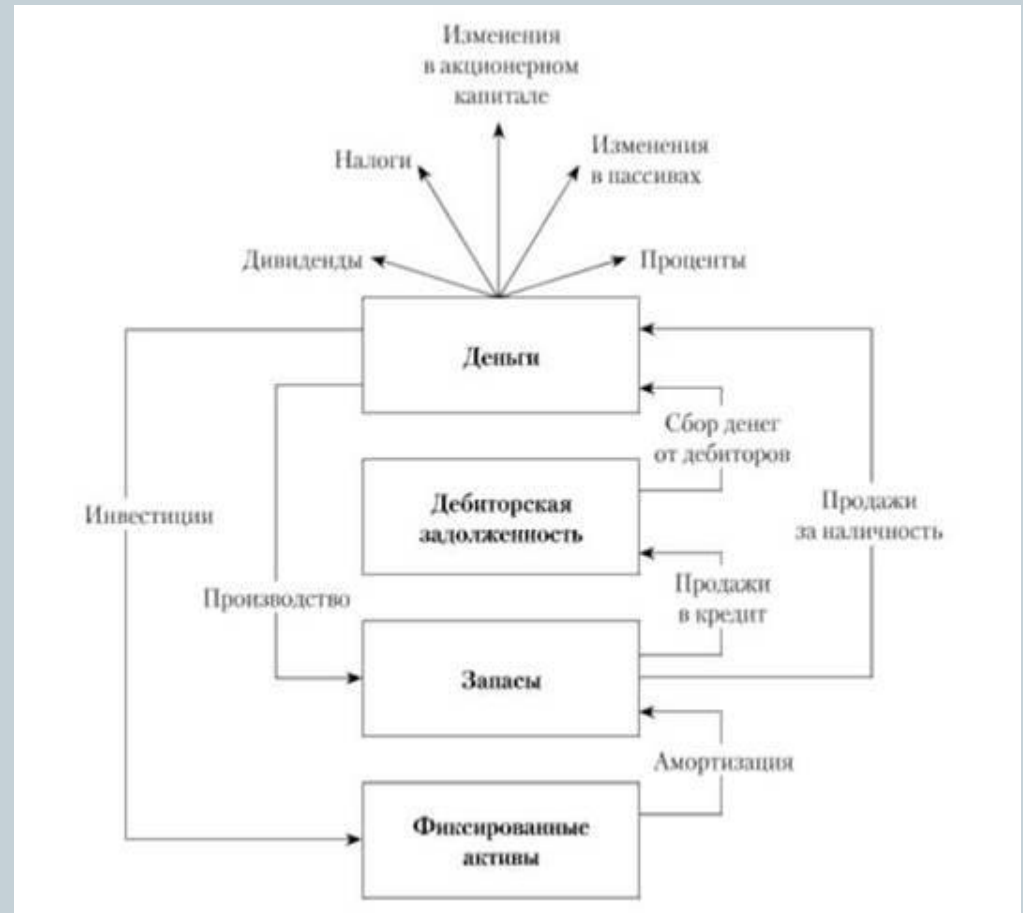 Изменения
в акционерном
капитале
Налоги
Изменения
в пассивах
Дивиденды
Проценты
Деньги
Сбор денег
от дебиторов
Дебиторская
задолженность
Инвестиции
Продажи
за наличность
Производство
Продажи
в кредит
Запасы
Амортизация
Фиксированные
активы